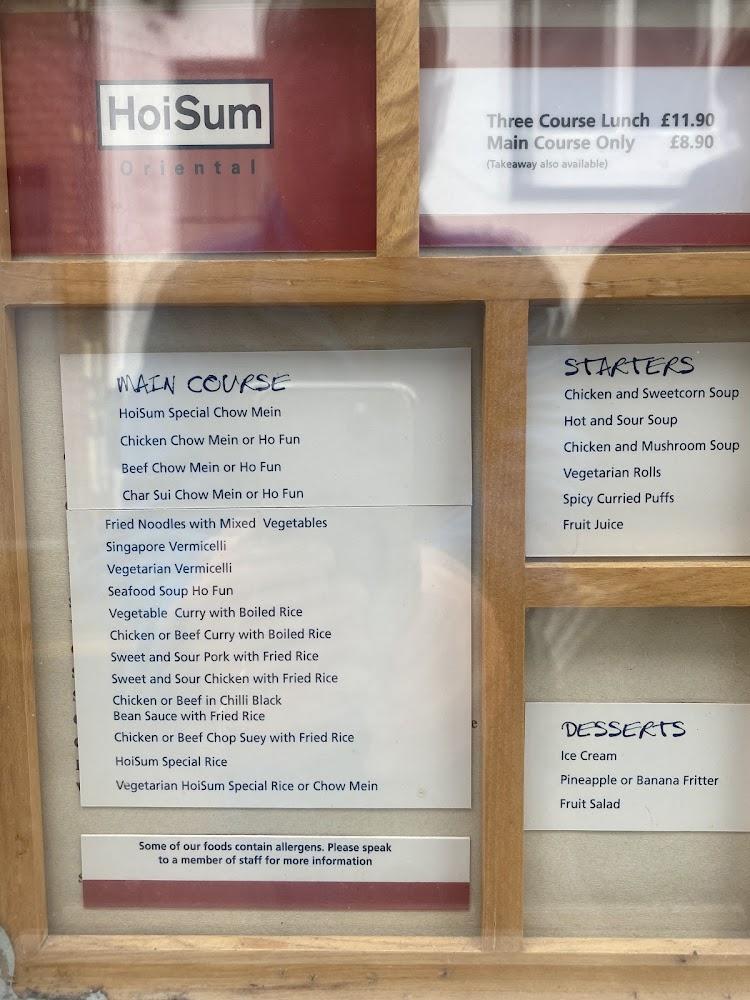 HoiSum
Oriental
Three Course Lunch £11.90
Main Course Only £8.90
(Takeaway also available)
MAIN COURSE
HoiSum Special Chow Mein
Chicken Chow Mein or Ho Fun
Beef Chow Mein or Ho Fun
Char Sui Chow Mein or Ho Fun
Fried Noodles with Mixed Vegetables
Singapore Vermicelli
Vegetarian Vermicelli
Seafood Soup Ho Fun
Vegetable Curry with Boiled Rice
Chicken or Beef Curry with Boiled Rice
Sweet and Sour Pork with Fried Rice
Sweet and Sour Chicken with Fried Rice
Chicken or Beef in Chilli Black
Bean Sauce with Fried Rice
Chicken or Beef Chop Suey with Fried Rice
HoiSum Special Rice
Vegetarian HoiSum Special Rice or Chow Mein
Some of our foods contain allergens. Please speak
to a member of staff for more information
STARTERS
Chicken and Sweetcorn Soup
Hot and Sour Soup
Chicken and Mushroom Soup
Vegetarian Rolls
Spicy Curried Puffs
Fruit Juice
DESSERTS
Ice Cream
Pineapple or Banana Fritter
Fruit Salad